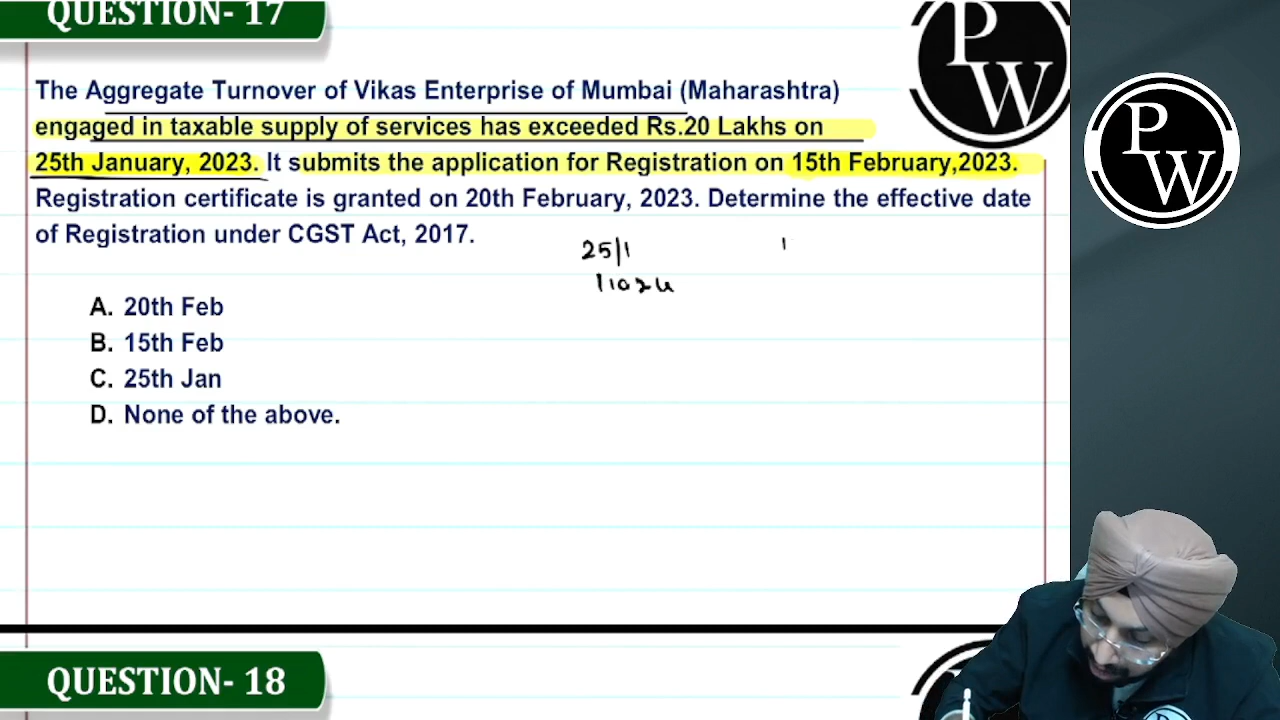 QUESTION- 17
The Aggregate Turnover of Vikas Enterprise of Mumbai (Maharashtra)
engaged in taxable supply of services has exceeded Rs.20 Lakhs on
25th January, 2023. It submits the application for Registration on 15th February,2023.
Registration certificate is granted on 20th February, 2023. Determine the effective date
of Registration under CGST Act, 2017.
25/1
A. 20th Feb
B. 15th Feb
C. 25th Jan
D. None of the above.
QUESTION- 18
PW
PW
PW